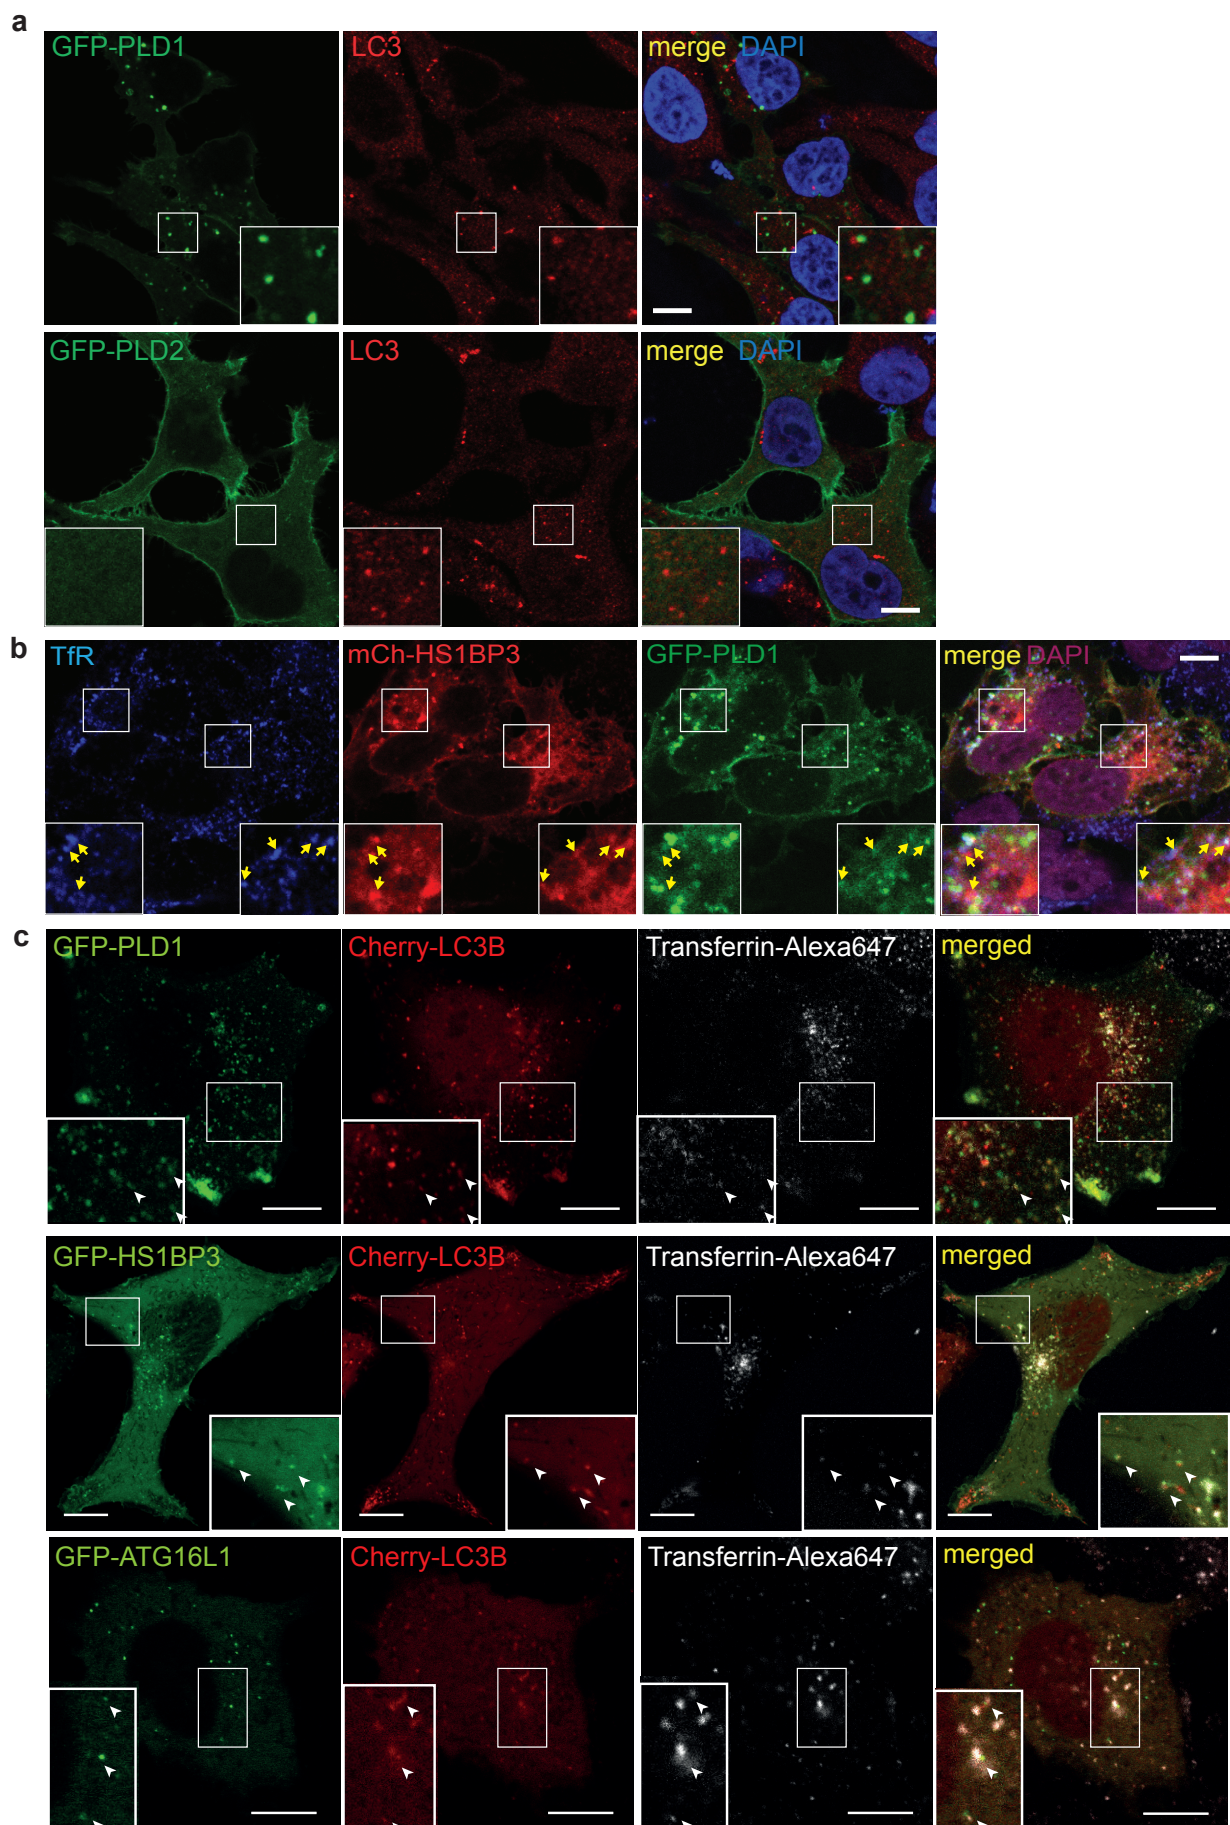 a
GFP-PLD1 LC3 merge DAPI
GFP-PLD2 LC3 merge DAPI
b
TfR mCh-HS1BP3 GFP-PLD1 merge DAPI
c
GFP-PLD1 Cherry-LC3B Transferrin-Alexa647 merged
GFP-HS1BP3 Cherry-LC3B Transferrin-Alexa647 merged
GFP-ATG16L1 Cherry-LC3B Transferrin-Alexa647 merged